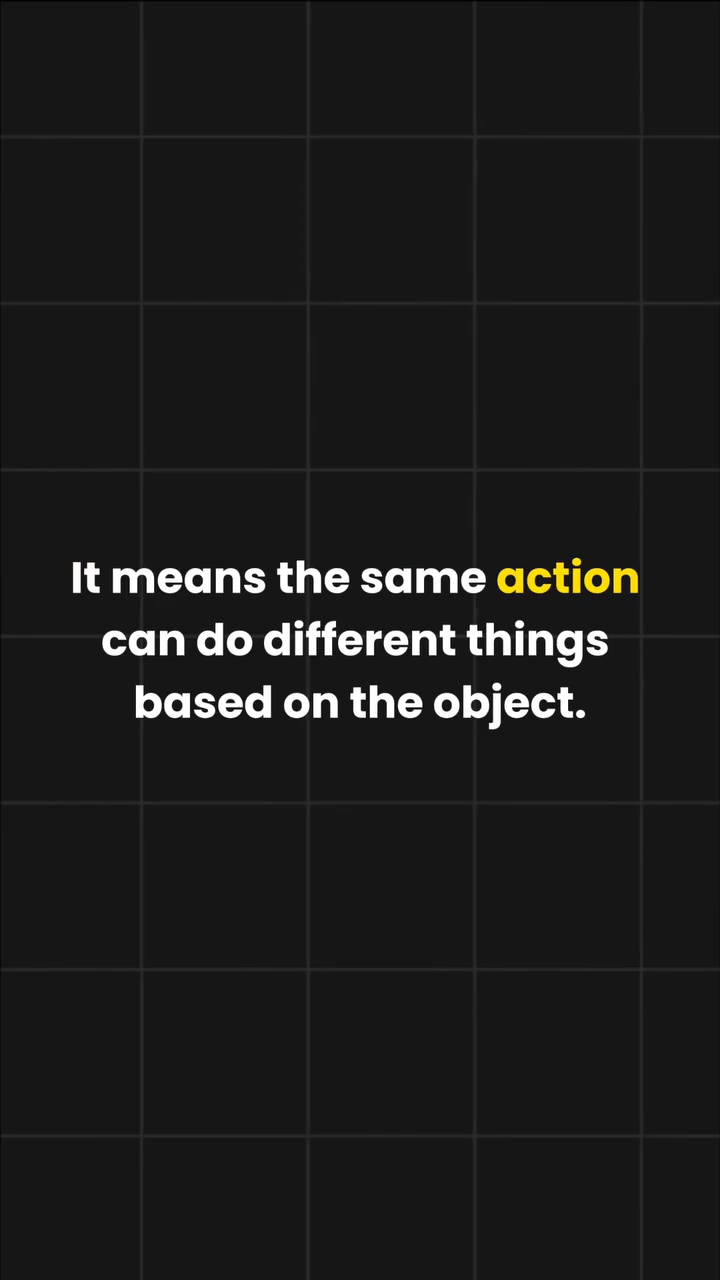 It means the same action
can do different things
based on the object.